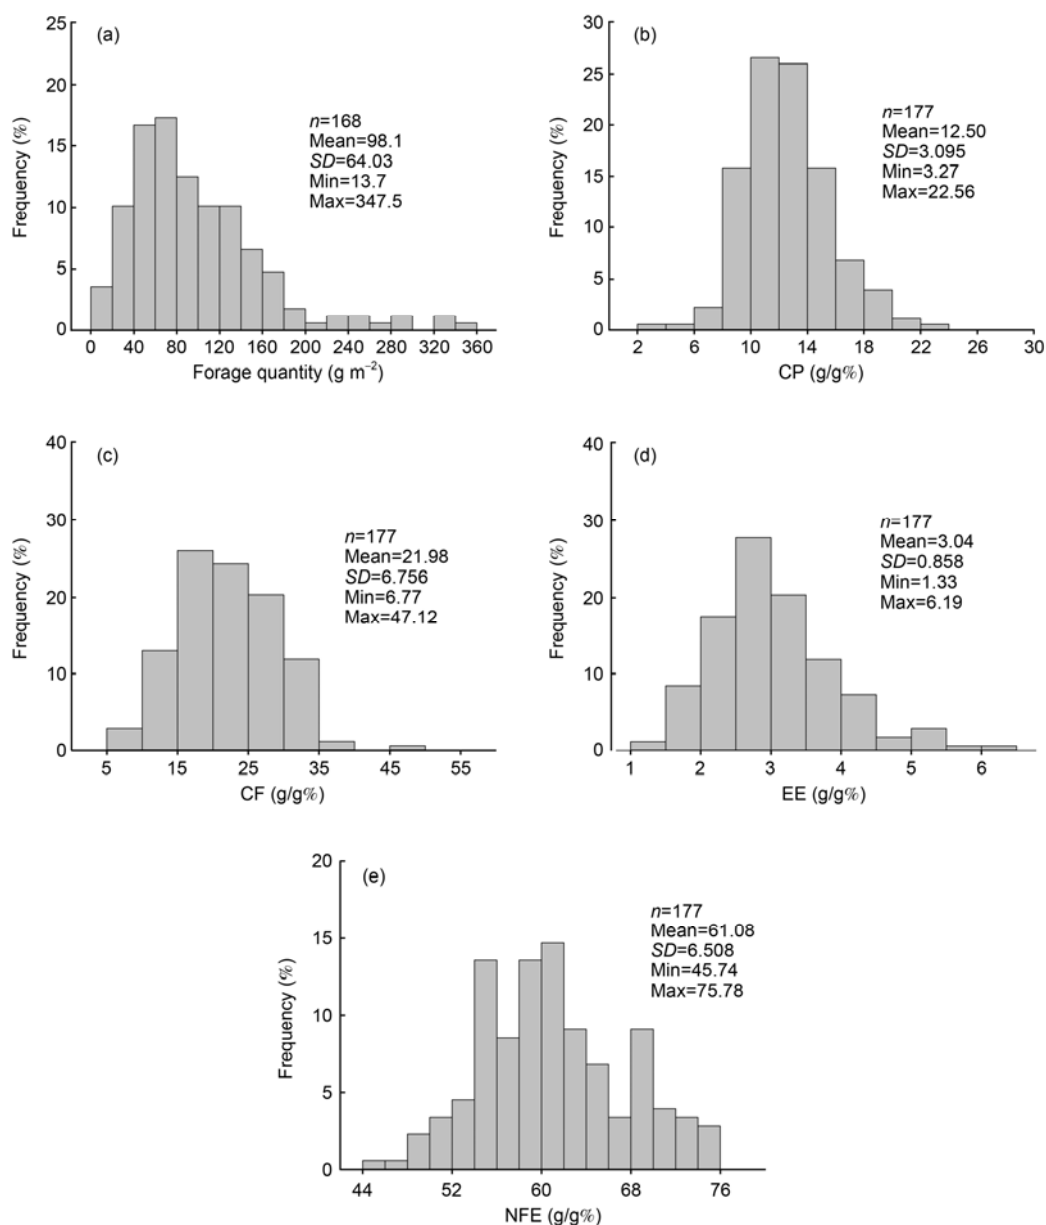 (a)
25
20
15
10
5
0
Frequency (%)
n=168
Mean=98.1
SD=64.03
Min=13.7
Max=347.5
0 40 80 120 160 200 240 280 320 360
Forage quantity (g m⁻²)
(b)
30
25
20
15
10
5
0
Frequency (%)
n=177
Mean=12.50
SD=3.095
Min=3.27
Max=22.56
2 6 10 14 18 22 26 30
CP (g/g%)
(c)
40
30
20
10
0
Frequency (%)
n=177
Mean=21.98
SD=6.756
Min=6.77
Max=47.12
5 15 25 35 45 55
CF (g/g%)
(d)
40
30
20
10
0
Frequency (%)
n=177
Mean=3.04
SD=0.858
Min=1.33
Max=6.19
1 2 3 4 5 6
EE (g/g%)
(e)
20
15
10
5
0
Frequency (%)
n=177
Mean=61.08
SD=6.508
Min=45.74
Max=75.78
44 52 60 68 76
NFE (g/g%)